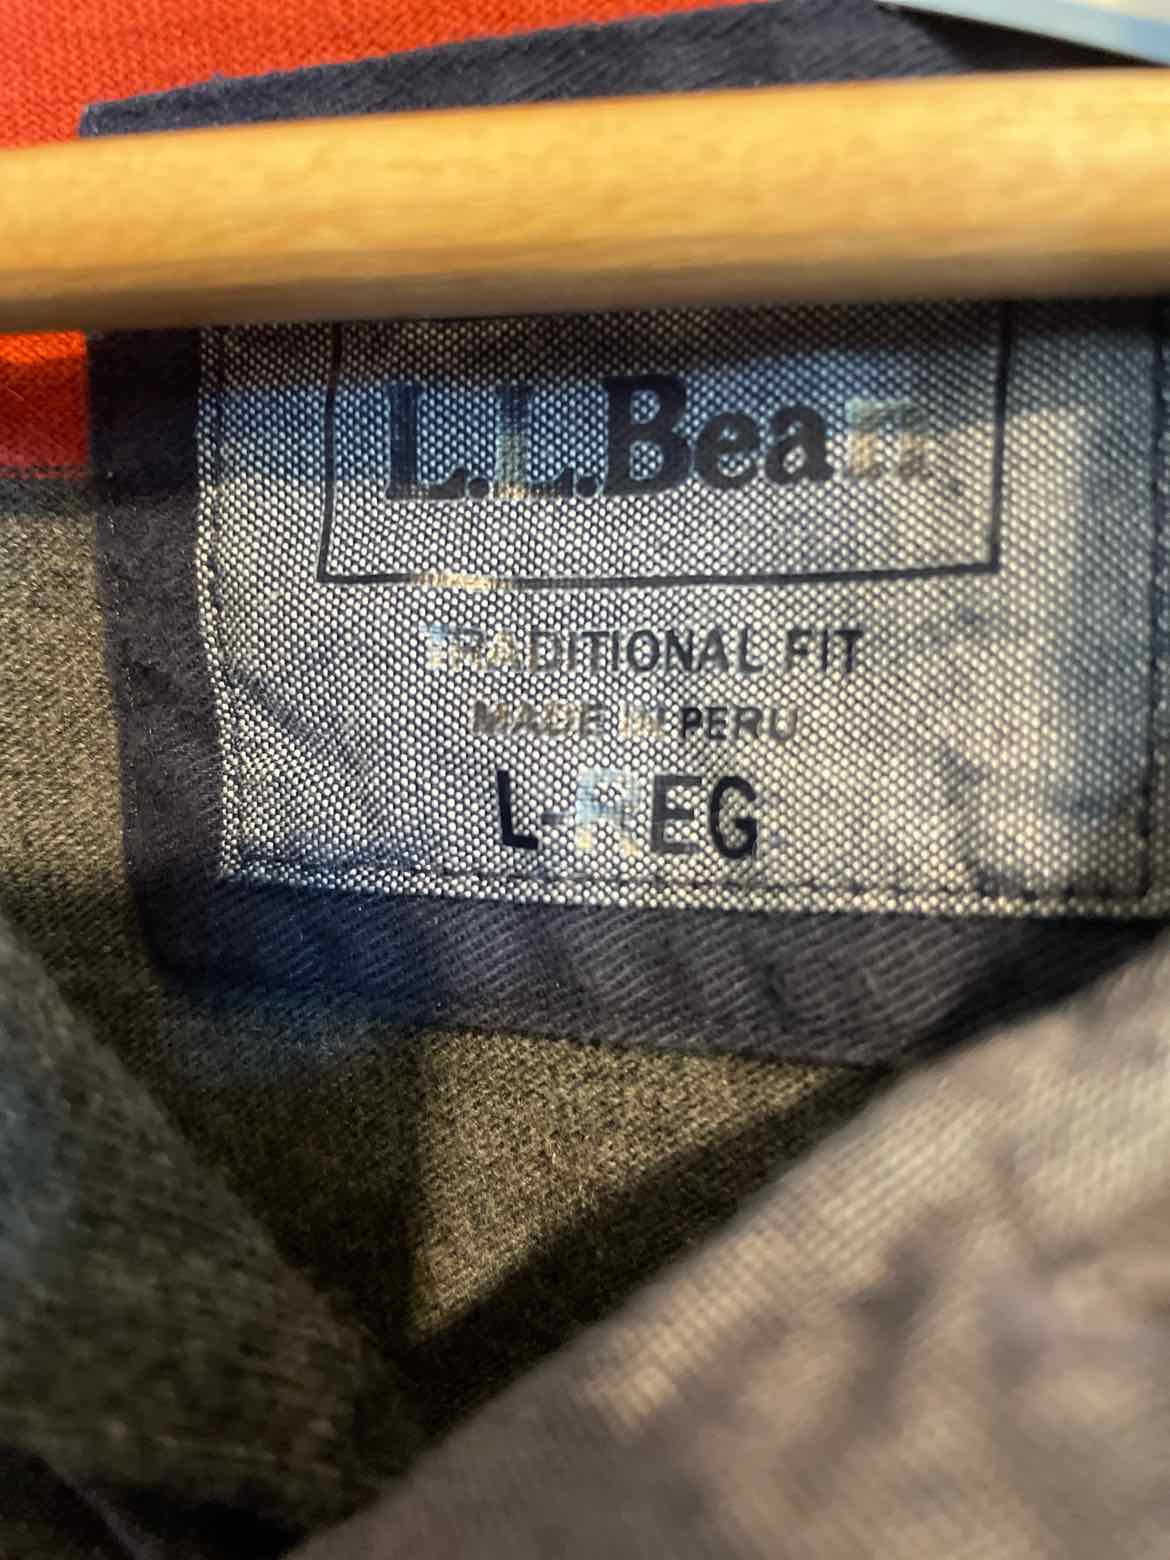 L.L.Bean
TRADITIONAL FIT
MADE IN PERU
L-REG